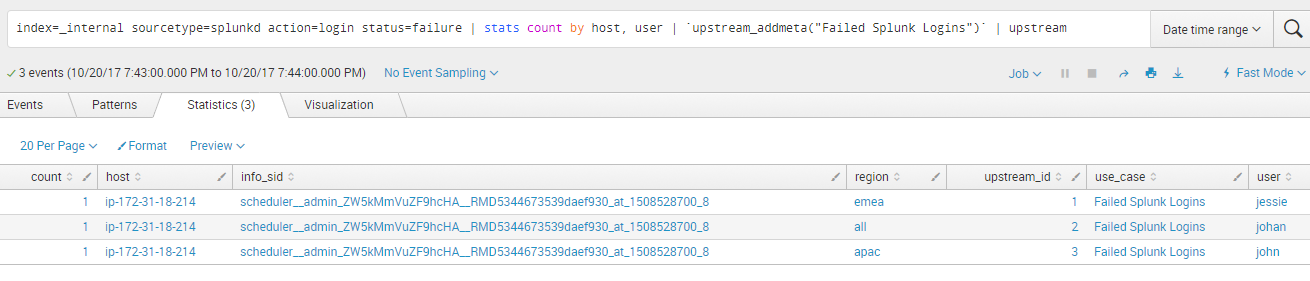 index=_internal sourcetype=splunkd action=login status=failure | stats count by host, user | `upstream_addmeta("Failed Splunk Logins")` | upstream Date time range
3 events (10/20/17 7:43:00.000 PM to 10/20/17 7:44:00.000 PM) No Event Sampling Job Fast Mode
Events Patterns Statistics (3) Visualization
20 Per Page Format Preview
count host info_sid region upstream_id use_case user
1 ip-172-31-18-214 scheduler__admin_ZW5kMmVuZF9hcHA__RMD5344673539daef930_at_1508528700_8 emea 1 Failed Splunk Logins jessie
1 ip-172-31-18-214 scheduler__admin_ZW5kMmVuZF9hcHA__RMD5344673539daef930_at_1508528700_8 all 2 Failed Splunk Logins johan
1 ip-172-31-18-214 scheduler__admin_ZW5kMmVuZF9hcHA__RMD5344673539daef930_at_1508528700_8 apac 3 Failed Splunk Logins john